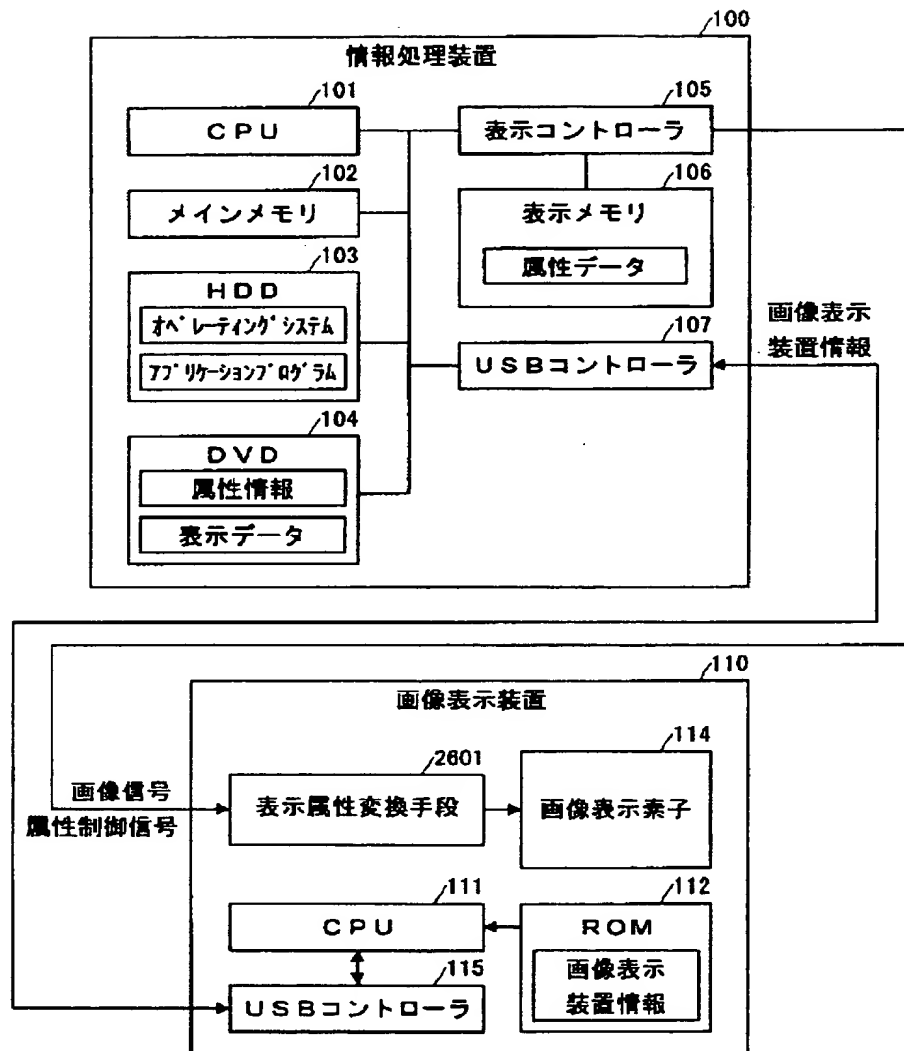 100
情報処理装置
101
CPU
102
メインメモリ
103
HDD
オペレーティングシステム
アプリケーションプログラム
104
DVD
属性情報
表示データ
105
表示コントローラ
106
表示メモリ
属性データ
107
USBコントローラ
画像表示
装置情報
110
画像表示装置
画像信号
属性制御信号
2601
表示属性変換手段
114
画像表示素子
111
CPU
115
USBコントローラ
112
ROM
画像表示
装置情報